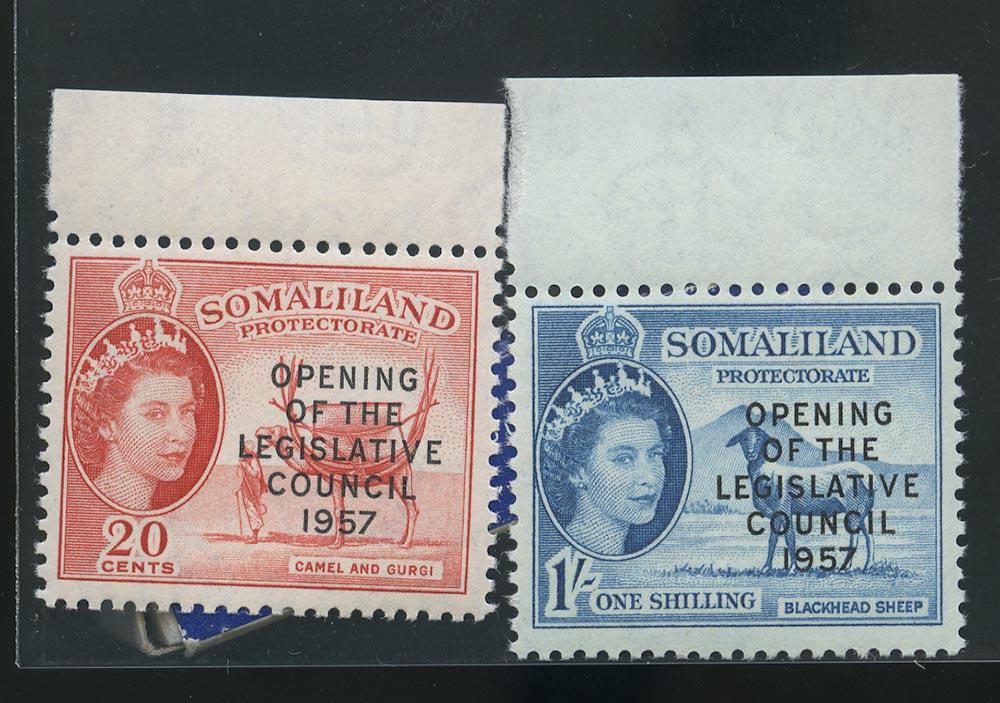 SOMALILAND
PROTECTORATE
OPENING
OF THE
LEGISLATIVE
COUNCIL
1957
20
CENTS
CAMEL AND GURGI
SOMALILAND
PROTECTORATE
OPENING
OF THE
LEGISLATIVE
COUNCIL
1957
1/- ONE SHILLING
BLACKHEAD SHEEP